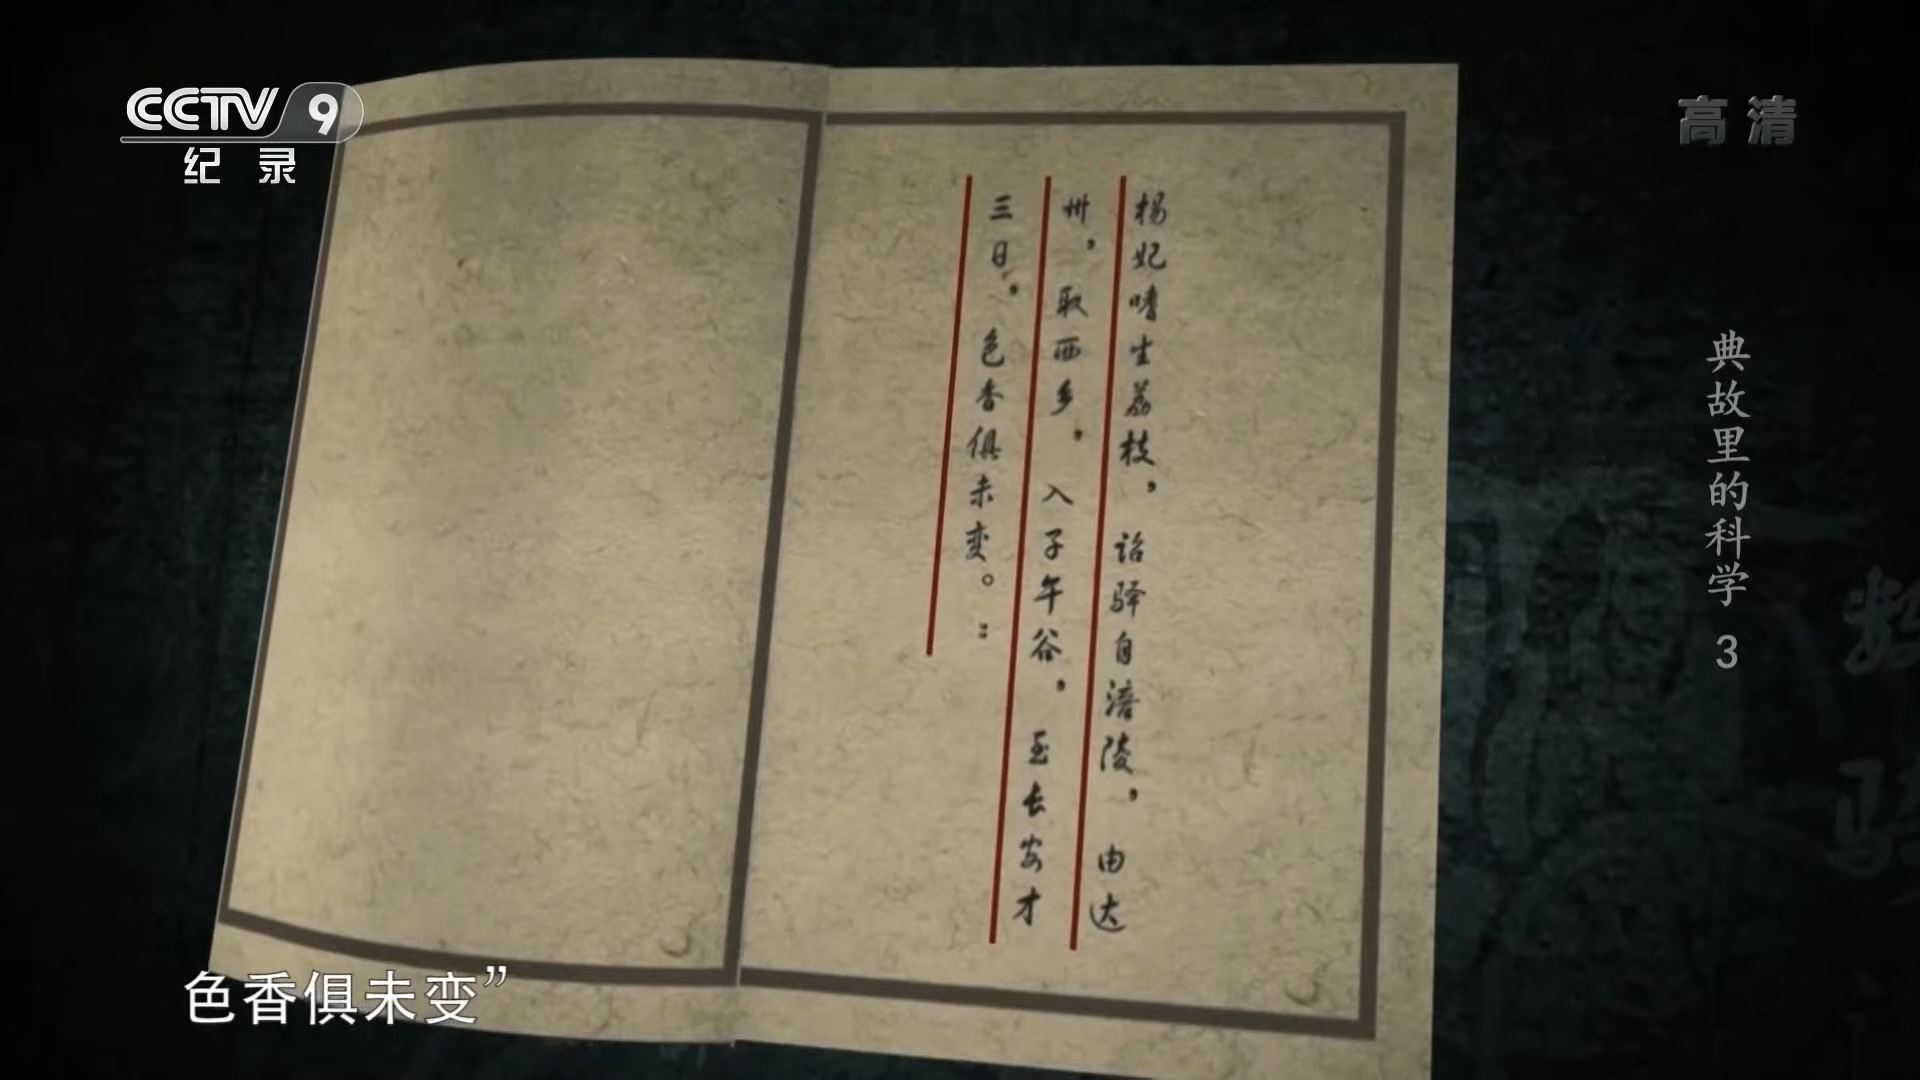 CCTV 9
纪录
高清
杨妃嗜生荔枝，诏驿自涪陵，由达
州，取西乡，入子午谷，至长安才
三日，色香俱未变。：
典故里的科学 3
色香俱未变”